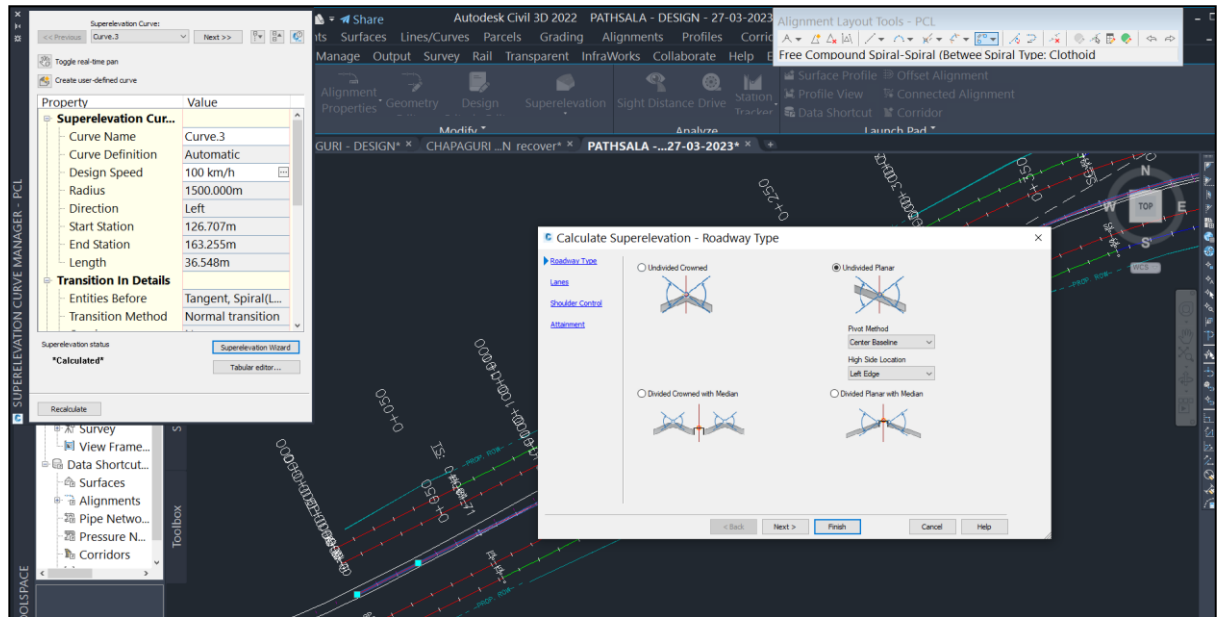 Superelevation Curve:
<< Previous Curve.3 Next >>
Toggle real-time pan
Create user-defined curve
Property Value
Superelevation Cur...
Curve Name Curve.3
Curve Definition Automatic
Design Speed 100 km/h
Radius 1500.000m
Direction Left
Start Station 126.707m
End Station 163.255m
Length 36.548m
Transition In Details
Entities Before Tangent, Spiral(L...
Transition Method Normal transition
Superelevation status
*Calculated*
Superelevation Wizard
Tabular editor...
Recalculate
SUPERELEVATION CURVE MANAGER - PCL
Survey
View Frame...
Data Shortcut...
Surfaces
Alignments
Pipe Netwo...
Pressure N...
Corridors
Toolbox
OOLSPACE
Share Autodesk Civil 3D 2022 PATHSALA - DESIGN - 27-03-2023
nts Surfaces Lines/Curves Parcels Grading Alignments Profiles Corric
Manage Output Survey Rail Transparent InfraWorks Collaborate Help E
Alignment Layout Tools - PCL
Free Compound Spiral-Spiral (Betwee Spiral Type: Clothoid
Alignment
Properties Geometry Design Superelevation Sight Distance Drive Station
Tracker
Modify Analyze Launch Pad
Surface Profile Offset Alignment
Profile View Connected Alignment
Data Shortcut Corridor
GURI - DESIGN* CHAPAGURI ...N recover* PATHSALA -...27-03-2023*
0+250
0+350
N
W TOP E
S
WCS
0+050
0+050
-PROP. ROW-
-PROP. ROW-
Calculate Superelevation - Roadway Type
Roadway Type
Lanes
Shoulder Control
Attainment
Undivided Crowned
Undivided Planar
Pivot Method
Center Baseline
High Side Location
Left Edge
Divided Crowned with Median
Divided Planar with Median
< Back Next > Finish Cancel Help